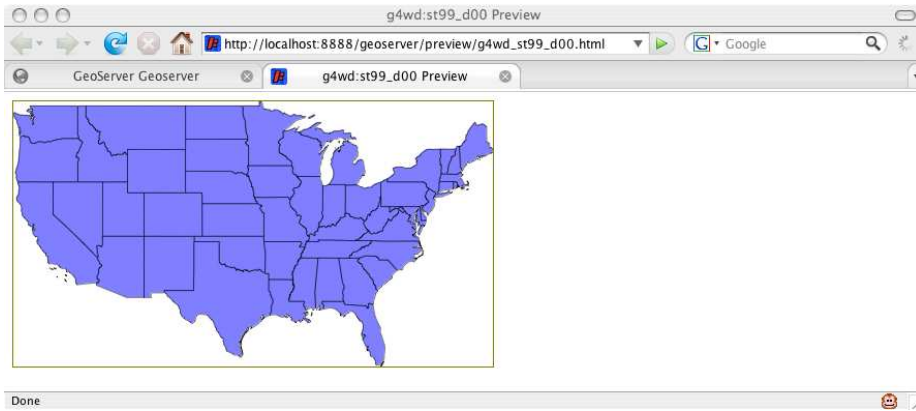 g4wd:st99_d00 Preview
http://localhost:8888/geoserver/preview/g4wd_st99_d00.html
Google
GeoServer Geoserver
g4wd:st99_d00 Preview
Done